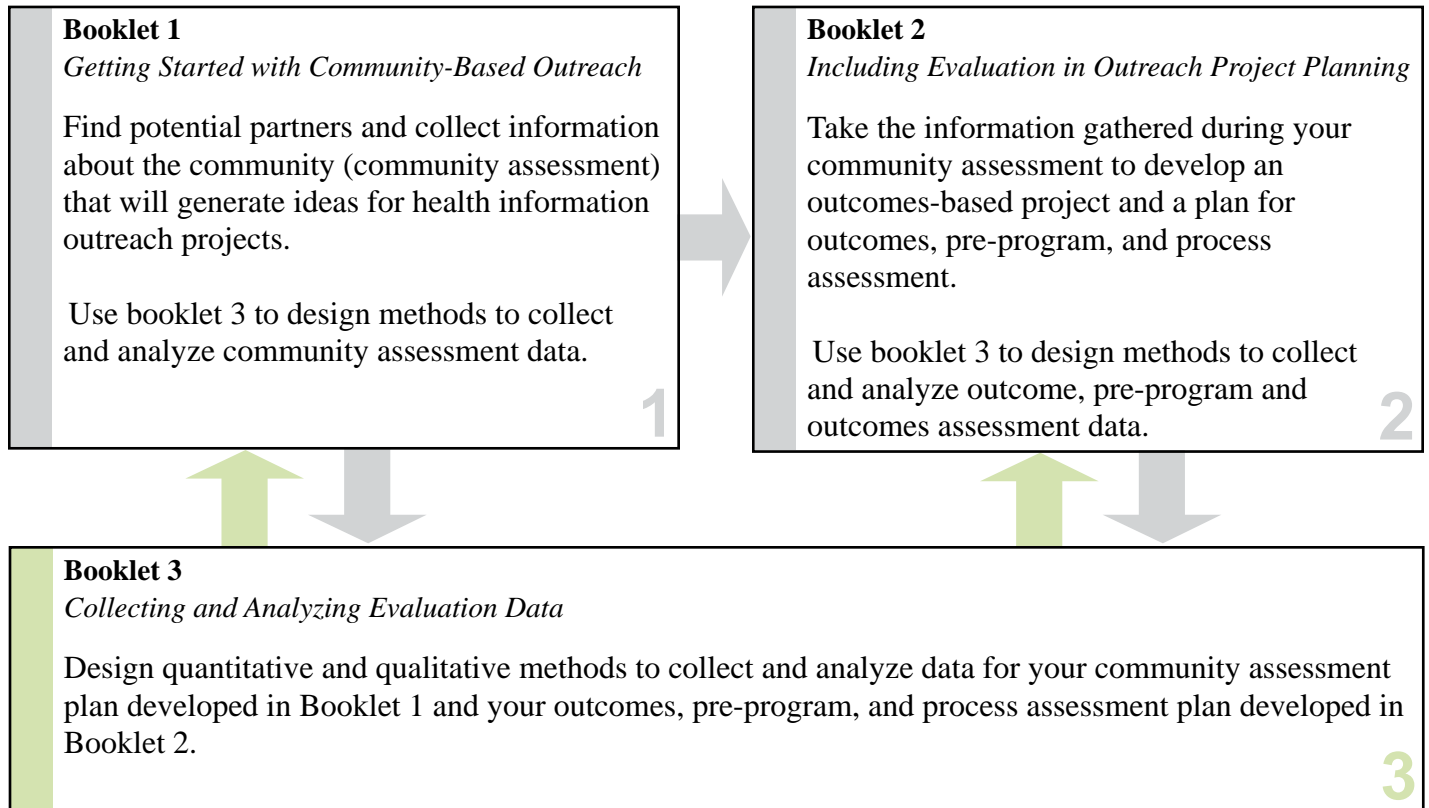 Booklet 1
Getting Started with Community-Based Outreach
Find potential partners and collect information
about the community (community assessment)
that will generate ideas for health information
outreach projects.
Use booklet 3 to design methods to collect
and analyze community assessment data.
1
Booklet 2
Including Evaluation in Outreach Project Planning
Take the information gathered during your
community assessment to develop an
outcomes-based project and a plan for
outcomes, pre-program, and process
assessment.
Use booklet 3 to design methods to collect
and analyze outcome, pre-program and
outcomes assessment data.
2
Booklet 3
Collecting and Analyzing Evaluation Data
Design quantitative and qualitative methods to collect and analyze data for your community assessment
plan developed in Booklet 1 and your outcomes, pre-program, and process assessment plan developed in
Booklet 2.
3